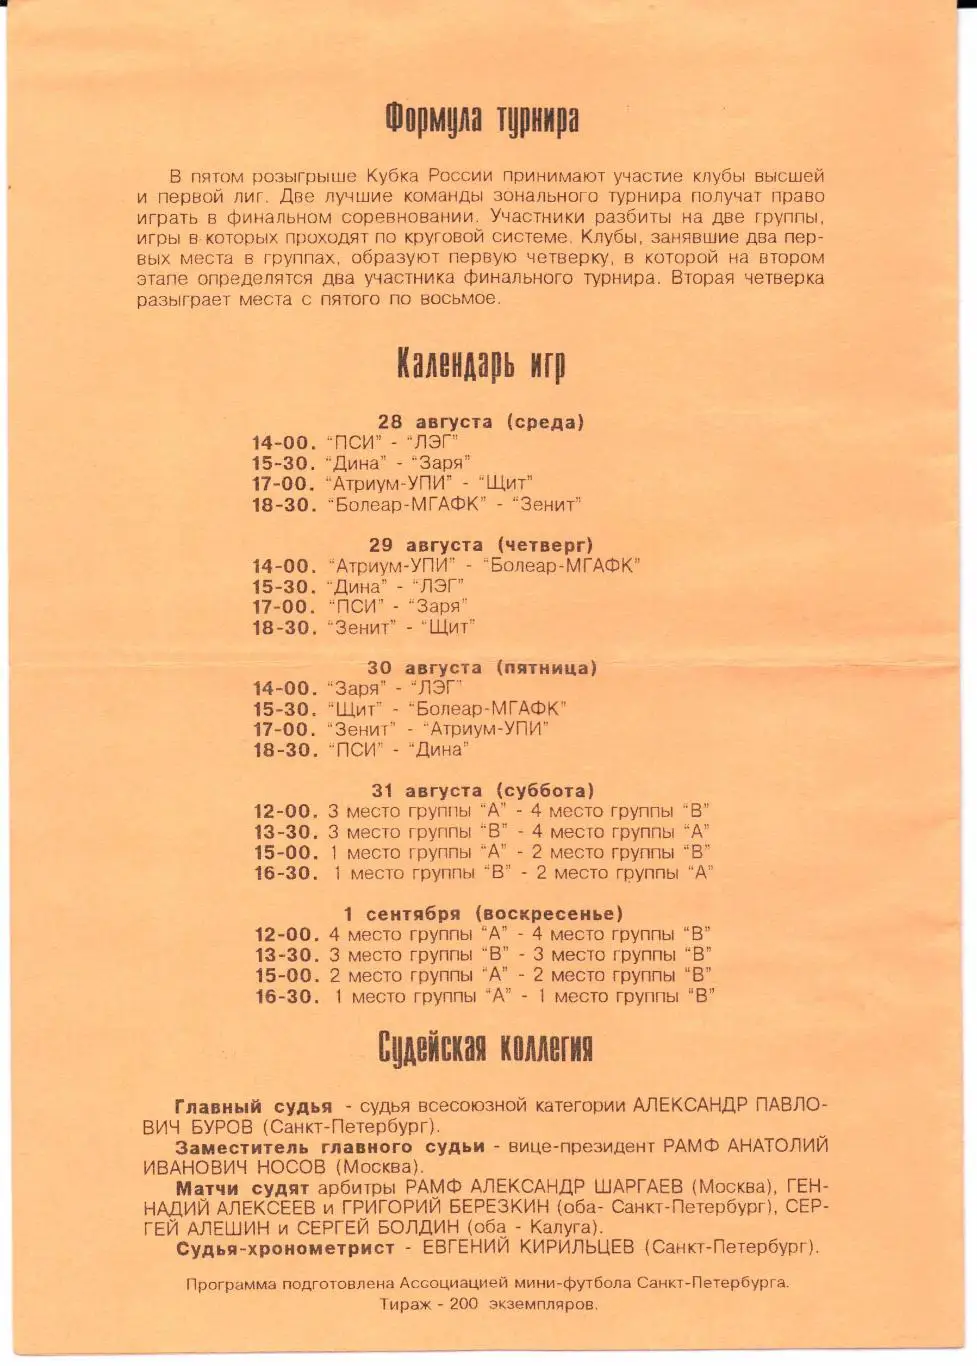 Формула турнира
В пятом розыгрыше Кубка России принимают участие клубы высшей
и первой лиг. Две лучшие команды зонального турнира получат право
играть в финальном соревновании. Участники разбиты на две группы,
игры в которых проходят по круговой системе. Клубы, занявшие два пер-
вых места в группах, образуют первую четверку, в которой на втором
этапе определятся два участника финального турнира. Вторая четверка
разыграет места с пятого по восьмое.
Календарь игр
28 августа (среда)
14-00. “ПСИ” - “ЛЭГ”
15-30. “Дина” - “Заря”
17-00. “Атриум-УПИ” - “Щит”
18-30. “Болеар-МГАФК” - “Зенит”
29 августа (четверг)
14-00. “Атриум-УПИ” - “Болеар-МГАФК”
15-30. “Дина” - “ЛЭГ”
17-00. “ПСИ” - “Заря”
18-30. “Зенит” - “Щит”
30 августа (пятница)
14-00. “Заря” - “ЛЭГ”
15-30. “Щит” - “Болеар-МГАФК”
17-00. “Зенит” - “Атриум-УПИ”
18-30. “ПСИ” - “Дина”
31 августа (суббота)
12-00. 3 место группы “А” - 4 место группы “В”
13-30. 3 место группы “В” - 4 место группы “А”
15-00. 1 место группы “А” - 2 место группы “В”
16-30. 1 место группы “В” - 2 место группы “А”
1 сентября (воскресенье)
12-00. 4 место группы “А” - 4 место группы “В”
13-30. 3 место группы “В” - 3 место группы “В”
15-00. 2 место группы “А” - 2 место группы “В”
16-30. 1 место группы “А” - 1 место группы “В”
Судейская коллегия
Главный судья - судья всесоюзной категории АЛЕКСАНДР ПАВЛО-
ВИЧ БУРОВ (Санкт-Петербург).
Заместитель главного судьи - вице-президент РАМФ АНАТОЛИЙ
ИВАНОВИЧ НОСОВ (Москва).
Матчи судят арбитры РАМФ АЛЕКСАНДР ШАРГАЕВ (Москва), ГЕН-
НАДИЙ АЛЕКСЕЕВ и ГРИГОРИЙ БЕРЕЗКИН (оба- Санкт-Петербург), СЕР-
ГЕЙ АЛЕШИН и СЕРГЕЙ БОЛДИН (оба - Калуга).
Судья-хронометрист - ЕВГЕНИЙ КИРИЛЬЦЕВ (Санкт-Петербург).
Программа подготовлена Ассоциацией мини-футбола Санкт-Петербурга.
Тираж - 200 экземпляров.